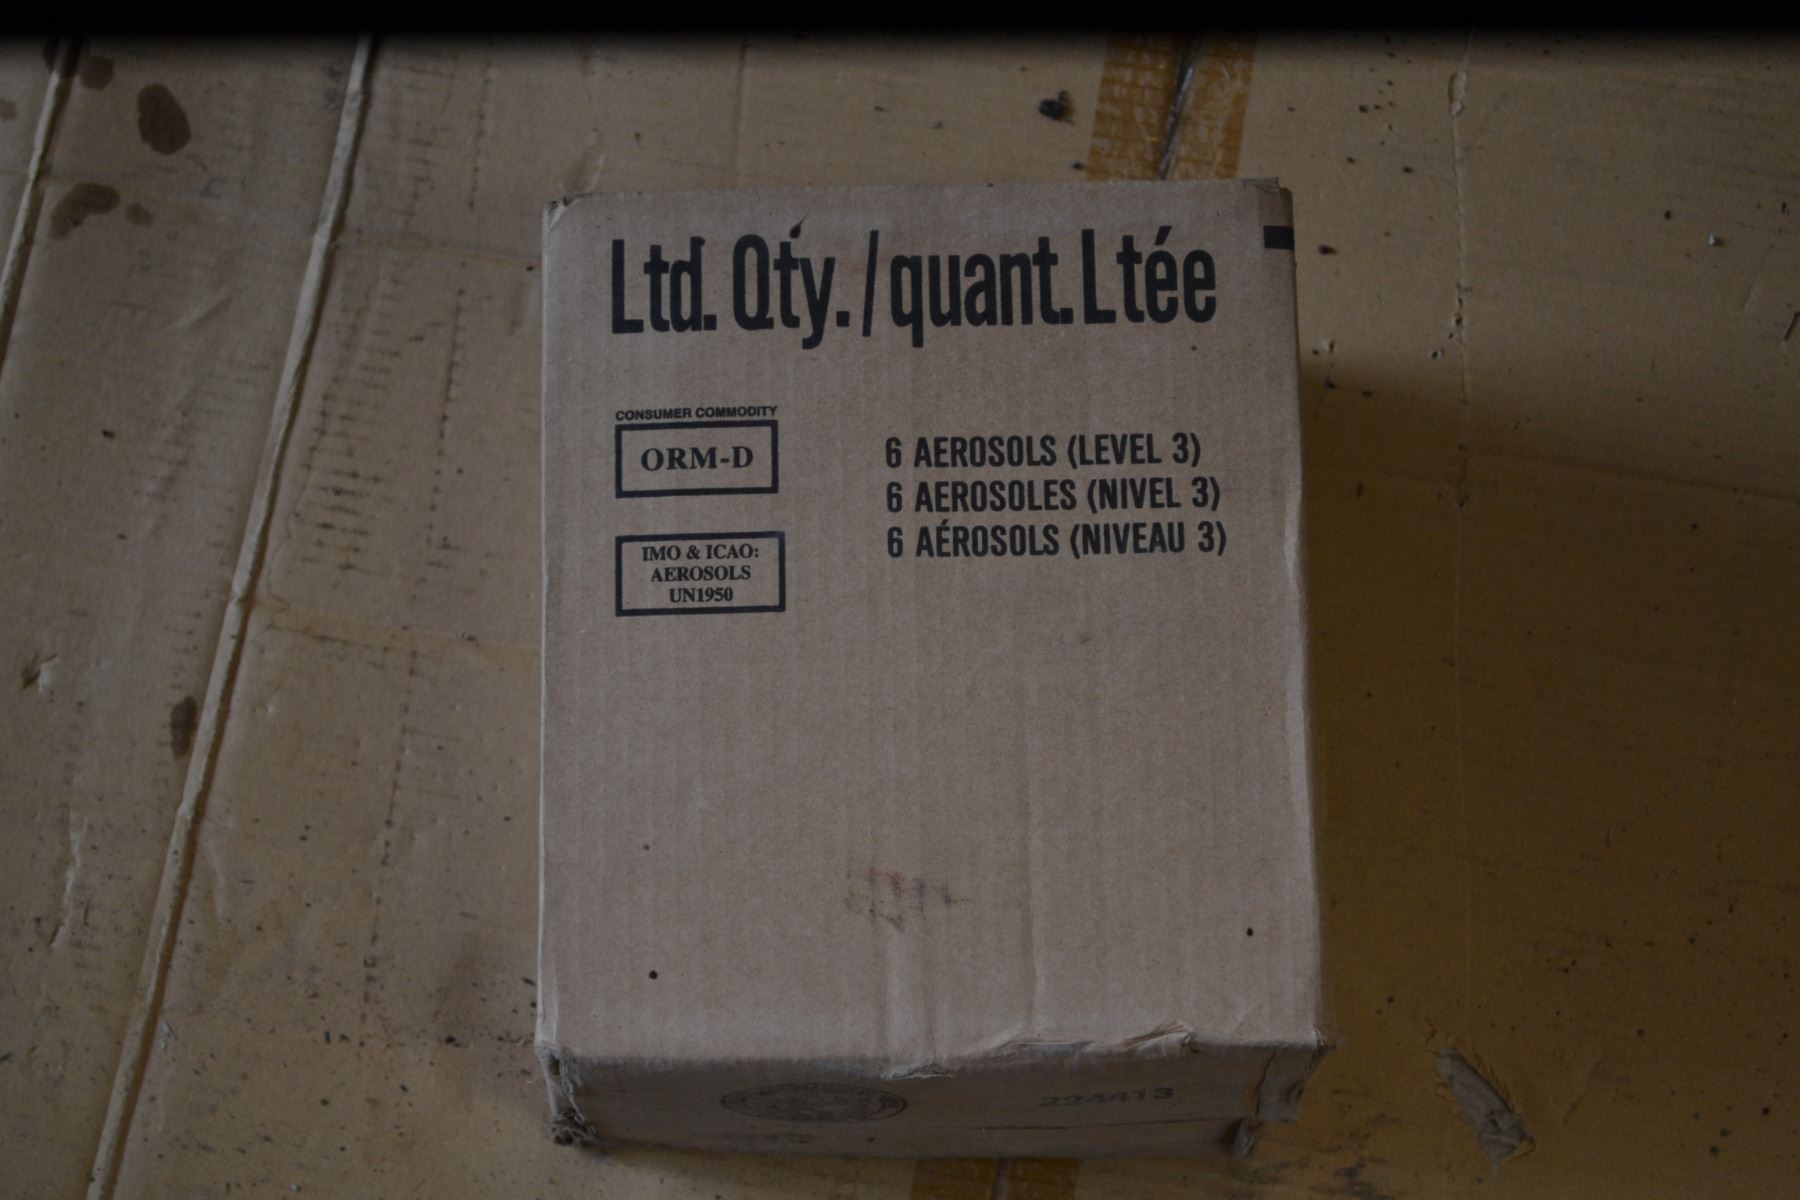 Ltd. Qty./quant.Ltée
CONSUMER COMMODITY
ORM-D
6 AEROSOLS (LEVEL 3)
6 AEROSOLES (NIVEL 3)
6 AÉROSOLS (NIVEAU 3)
IMO & ICAO:
AEROSOLS
UN1950
224413